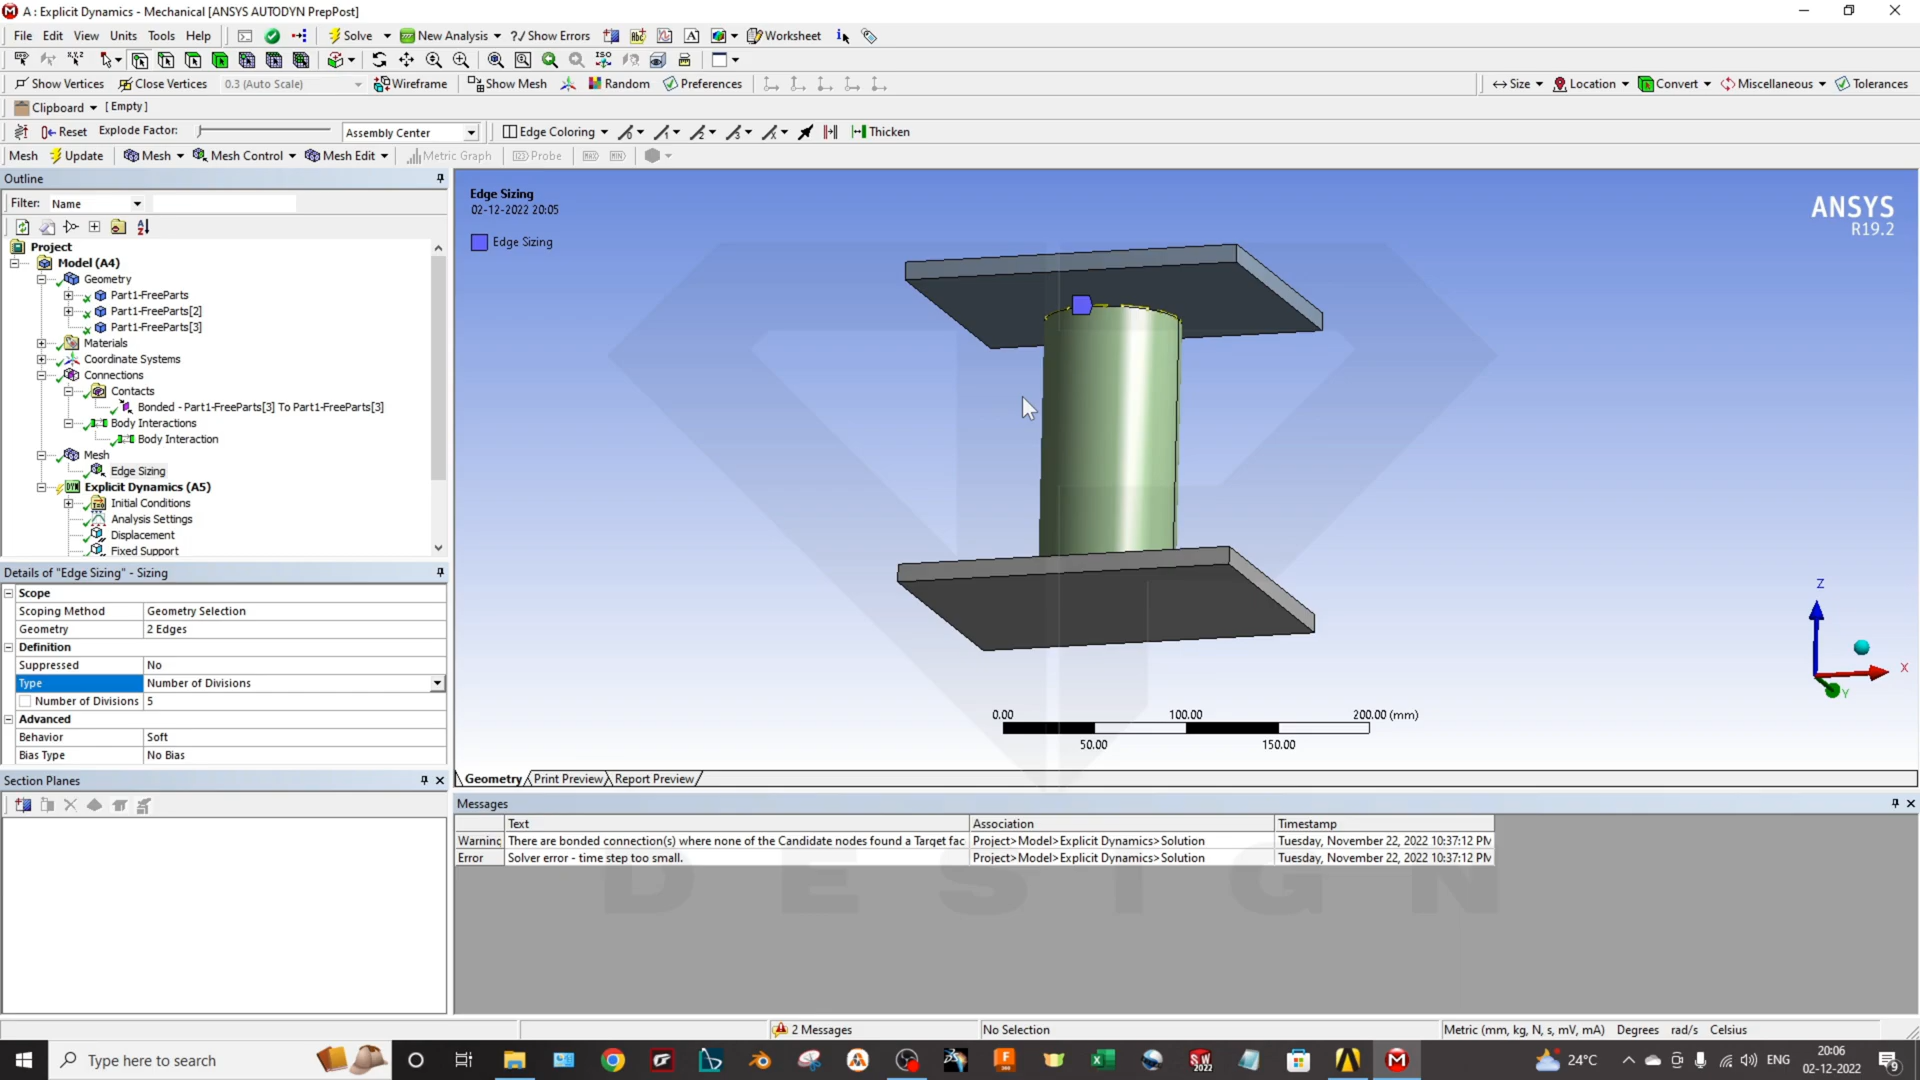 A : Explicit Dynamics - Mechanical [ANSYS AUTODYN PrepPost]
File Edit View Units Tools Help Solve New Analysis ?/ Show Errors Worksheet
Show Vertices Close Vertices 0.3 (Auto Scale) Wireframe Show Mesh Random Preferences Size Location Convert Miscellaneous Tolerances
Clipboard [ Empty ]
Reset Explode Factor: Assembly Center Edge Coloring Thicken
Mesh Update Mesh Mesh Control Mesh Edit Metric Graph Probe MAX MIN
Outline
Filter: Name
Project
Model (A4)
Geometry
Part1-FreeParts
Part1-FreeParts[2]
Part1-FreeParts[3]
Materials
Coordinate Systems
Connections
Contacts
Bonded - Part1-FreeParts[3] To Part1-FreeParts[3]
Body Interactions
Body Interaction
Mesh
Edge Sizing
Explicit Dynamics (A5)
Initial Conditions
Analysis Settings
Displacement
Fixed Support
Details of "Edge Sizing" - Sizing
Scope
Scoping Method Geometry Selection
Geometry 2 Edges
Definition
Suppressed No
Type Number of Divisions
Number of Divisions 5
Advanced
Behavior Soft
Bias Type No Bias
Section Planes
Edge Sizing
02-12-2022 20:05
Edge Sizing
ANSYS
R19.2
Z
X
Y
0.00 100.00 200.00 (mm)
50.00 150.00
Geometry Print Preview Report Preview
Messages
Text Association Timestamp
Warninc There are bonded connection(s) where none of the Candidate nodes found a Target fac Project>Model>Explicit Dynamics>Solution Tuesday, November 22, 2022 10:37:12 PM
Error Solver error - time step too small. Project>Model>Explicit Dynamics>Solution Tuesday, November 22, 2022 10:37:12 PM
DESIGN
2 Messages No Selection Metric (mm, kg, N, s, mV, mA) Degrees rad/s Celsius
Type here to search 24°C ENG 20:06
02-12-2022